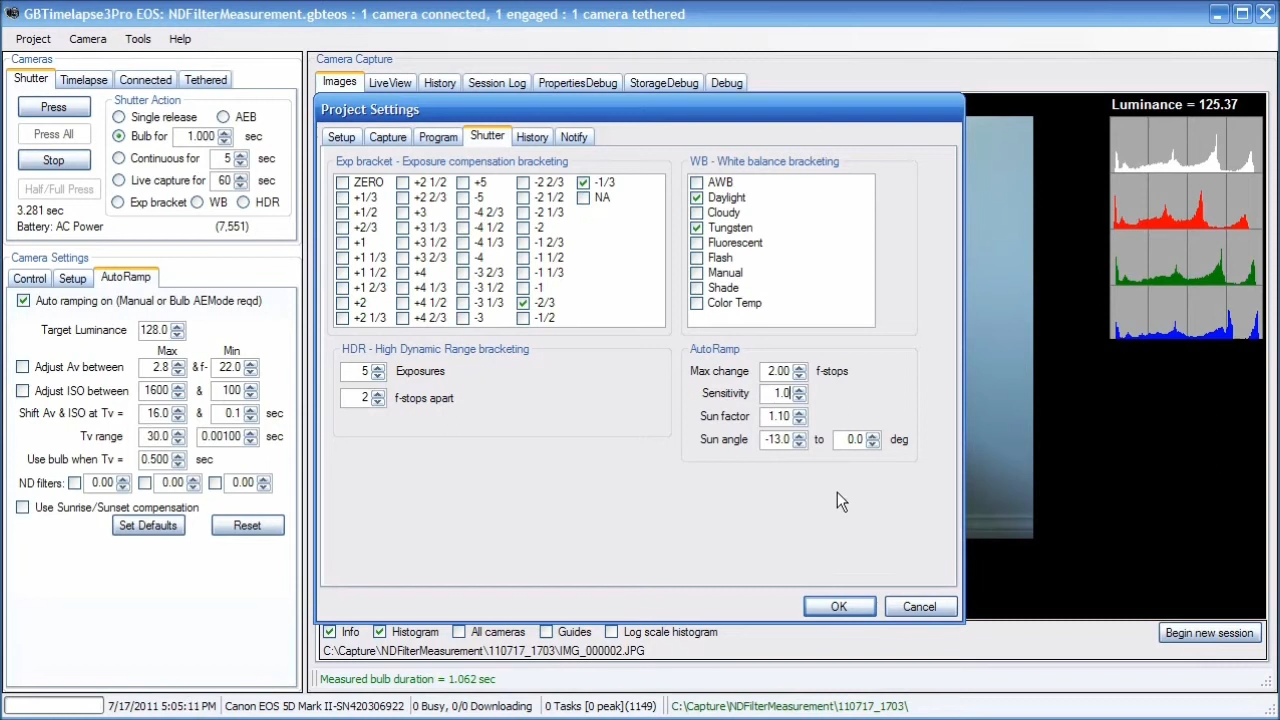 GBTimelapse3Pro EOS: NDFilterMeasurement.gbteos : 1 camera connected, 1 engaged : 1 camera tethered
Project Camera Tools Help
Cameras
Shutter Timelapse Connected Tethered
Press
Press All
Stop
Half/Full Press
3.281 sec
Battery: AC Power
Shutter Action
Single release AEB
Bulb for 1.000 sec
Continuous for 5 sec
Live capture for 60 sec
Exp bracket WB HDR
(7,551)
Camera Settings
Control Setup AutoRamp
Auto ramping on (Manual or Bulb AEMode reqd)
Target Luminance 128.0
Max Min
Adjust Av between 2.8 & f- 22.0
Adjust ISO between 1600 & 100
Shift Av & ISO at Tv = 16.0 & 0.1 sec
Tv range 30.0 0.00100 sec
Use bulb when Tv = 0.500 sec
ND filters: 0.00 0.00 0.00
Use Sunrise/Sunset compensation
Set Defaults Reset
Camera Capture
Images LiveView History Session Log PropertiesDebug StorageDebug Debug
Luminance = 125.37
Project Settings
Setup Capture Program Shutter History Notify
Exp bracket - Exposure compensation bracketing
ZERO +2 1/2 +5 -2 2/3 -1/3
+1/3 +2 2/3 -5 -2 1/2 NA
+1/2 +3 -4 2/3 -2 1/3
+2/3 +3 1/3 -4 1/2 -2
+1 +3 1/2 -4 1/3 -1 2/3
+1 1/3 +3 2/3 -4 -1 1/2
+1 1/2 +4 -3 2/3 -1 1/3
+1 2/3 +4 1/3 -3 1/2 -1
+2 +4 1/2 -3 1/3 -2/3
+2 1/3 +4 2/3 -3 -1/2
WB - White balance bracketing
AWB
Daylight
Cloudy
Tungsten
Fluorescent
Flash
Manual
Shade
Color Temp
HDR - High Dynamic Range bracketing
5 Exposures
2 f-stops apart
AutoRamp
Max change 2.00 f-stops
Sensitivity 1.0
Sun factor 1.10
Sun angle -13.0 to 0.0 deg
OK Cancel
Info Histogram All cameras Guides Log scale histogram
Begin new session
C:\Capture\NDFilterMeasurement\110717_1703\IMG_000002.JPG
Measured bulb duration = 1.062 sec
7/17/2011 5:05:11 PM Canon EOS 5D Mark II-SN420306922 0 Busy, 0/0 Downloading 0 Tasks [0 peak](1149) C:\Capture\NDFilterMeasurement\110717_1703\